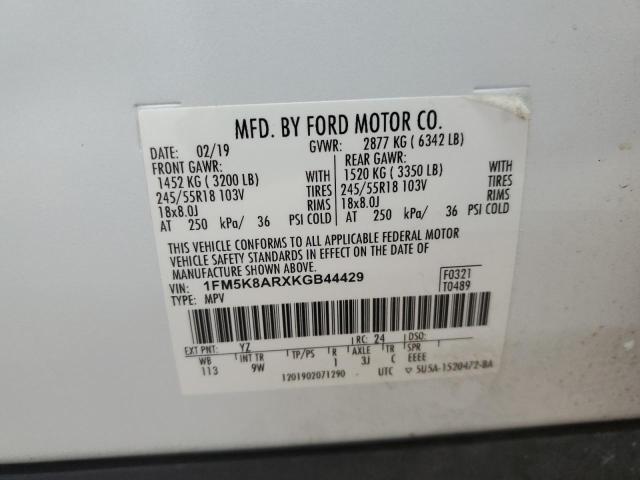 MFD. BY FORD MOTOR CO.
DATE: 02/19 GVWR: 2877 KG ( 6342 LB)
FRONT GAWR: REAR GAWR:
1452 KG ( 3200 LB) WITH 1520 KG ( 3350 LB) WITH
245/55R18 103V TIRES 245/55R18 103V TIRES
18x8.0J RIMS 18x8.0J RIMS
AT 250 kPa/ 36 PSI COLD AT 250 kPa/ 36 PSI COLD
THIS VEHICLE CONFORMS TO ALL APPLICABLE FEDERAL MOTOR
VEHICLE SAFETY STANDARDS IN EFFECT ON THE DATE OF
MANUFACTURE SHOWN ABOVE.
VIN: 1FM5K8ARXKGB44429 F0321
TYPE: MPV T0489
EXT PNT: YZ RC: 24 DSO:
WB INT TR TP/PS R AXLE TR SPR
113 9W 1 3J C EEEE
1201902071290 UTC ▽ 5U5A-1520472-BA